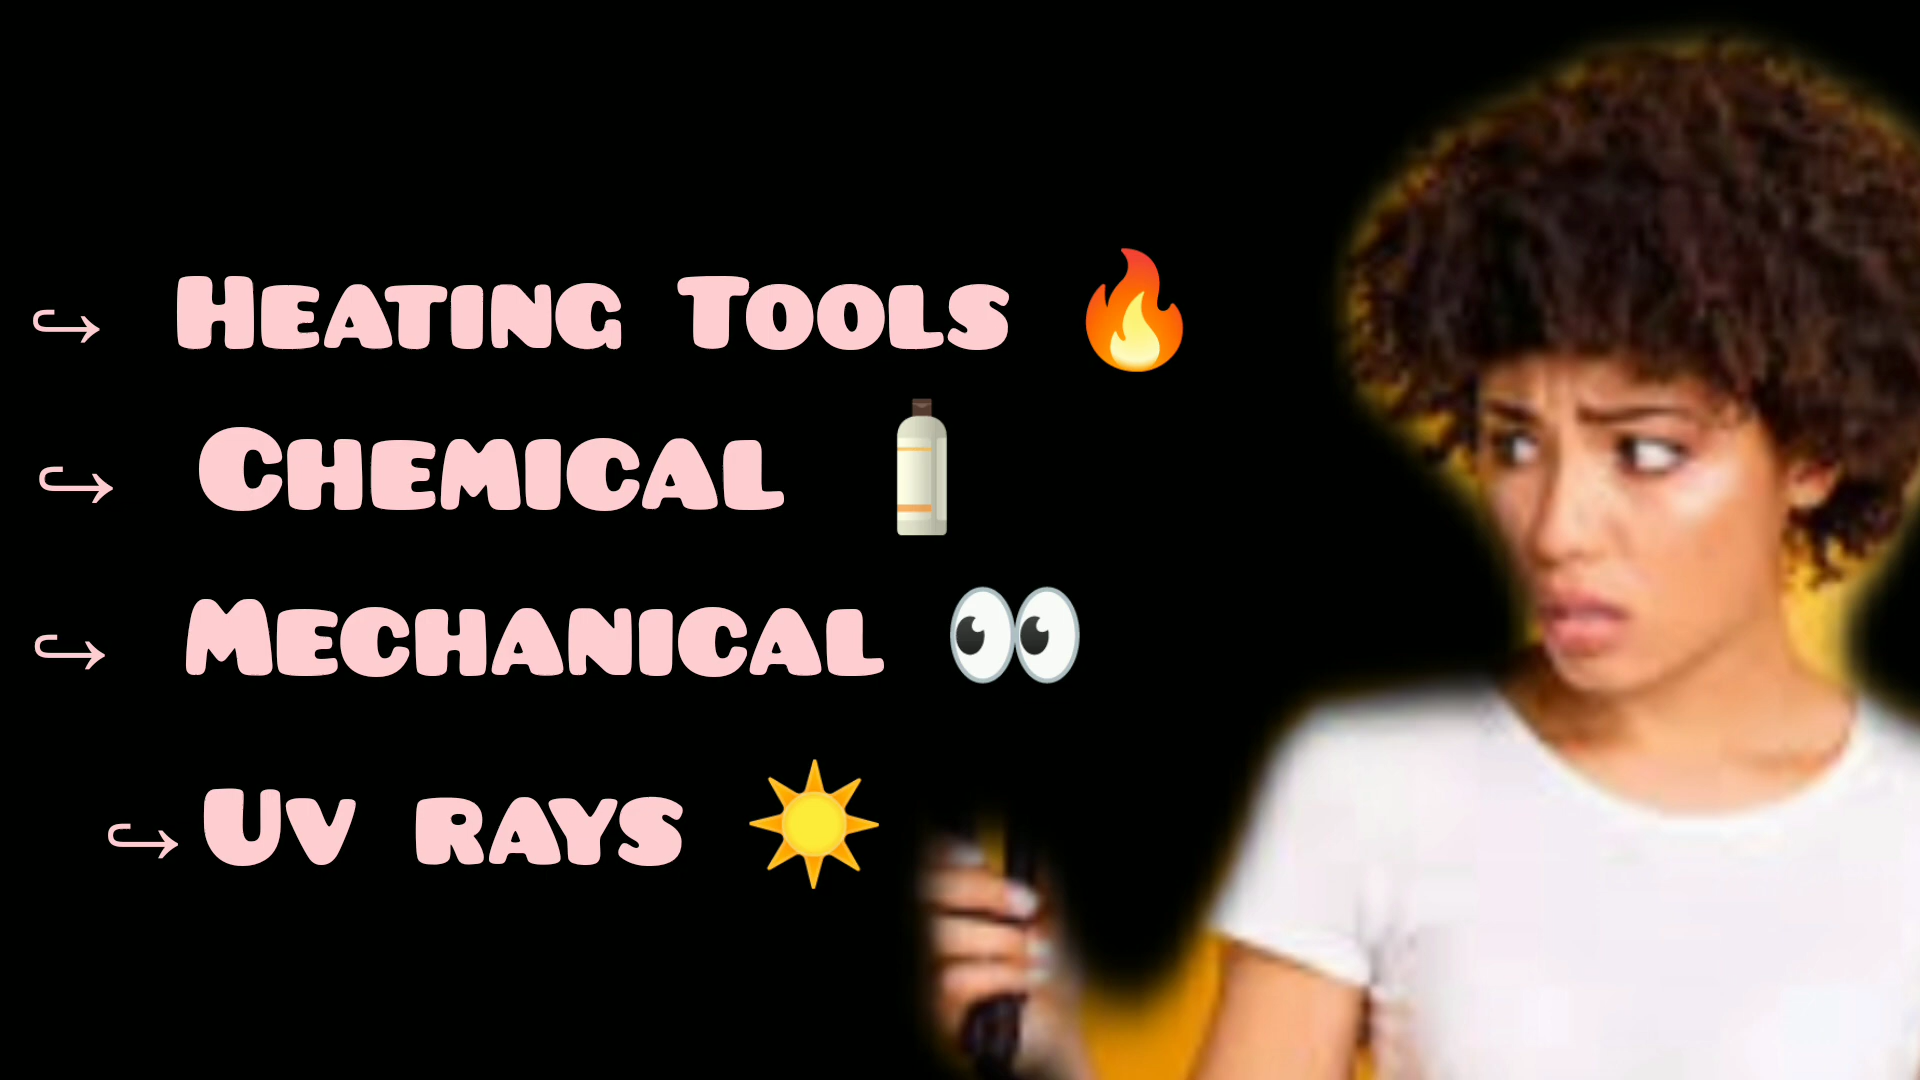 ↪ Heating Tools 🔥
↪ Chemical 🧴
↪ Mechanical 👀
↪ Uv rays ☀️